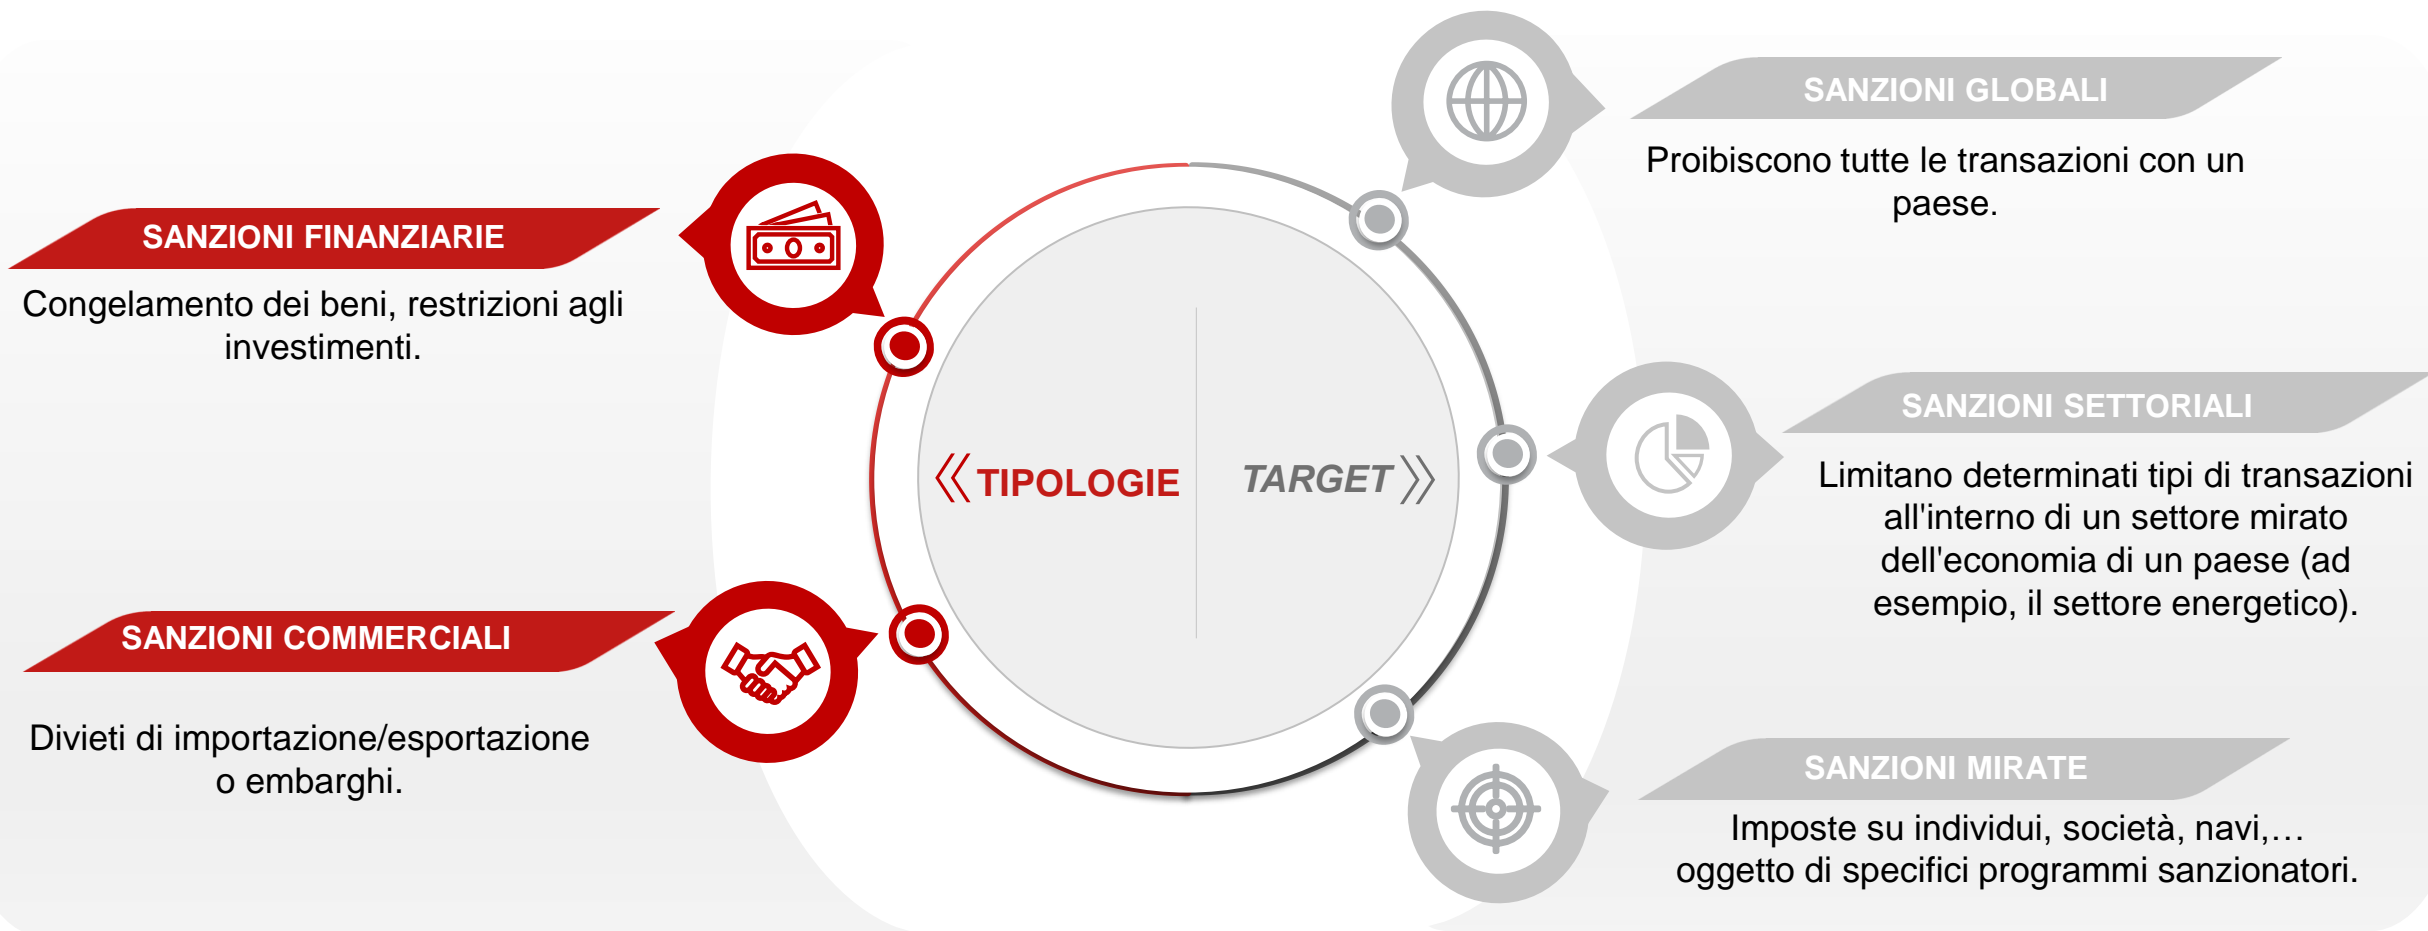 SANZIONI FINANZIARIE
Congelamento dei beni, restrizioni agli
investimenti.
SANZIONI COMMERCIALI
Divieti di importazione/esportazione
o embarghi.
TIPOLOGIE
TARGET
SANZIONI GLOBALI
Proibiscono tutte le transazioni con un
paese.
SANZIONI SETTORIALI
Limitano determinati tipi di transazioni
all'interno di un settore mirato
dell'economia di un paese (ad
esempio, il settore energetico).
SANZIONI MIRATE
Imposte su individui, società, navi,…
oggetto di specifici programmi sanzionatori.